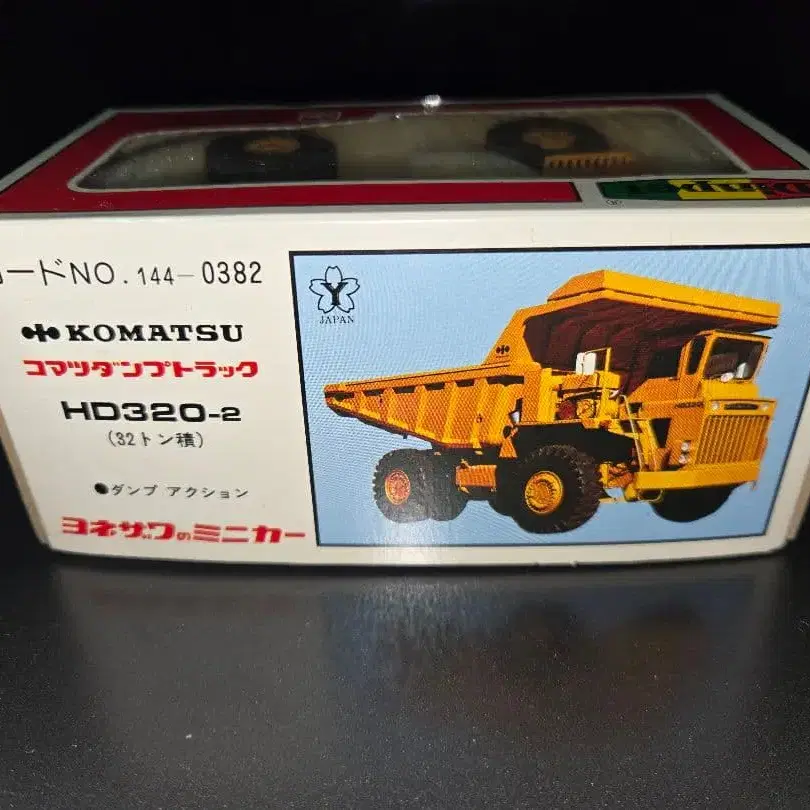 コードNO. 144-0382
KOMATSU
コマツダンプトラック
HD320-2
(32トン積)
●ダンプ アクション
ヨネザワのミニカー
Y
JAPAN